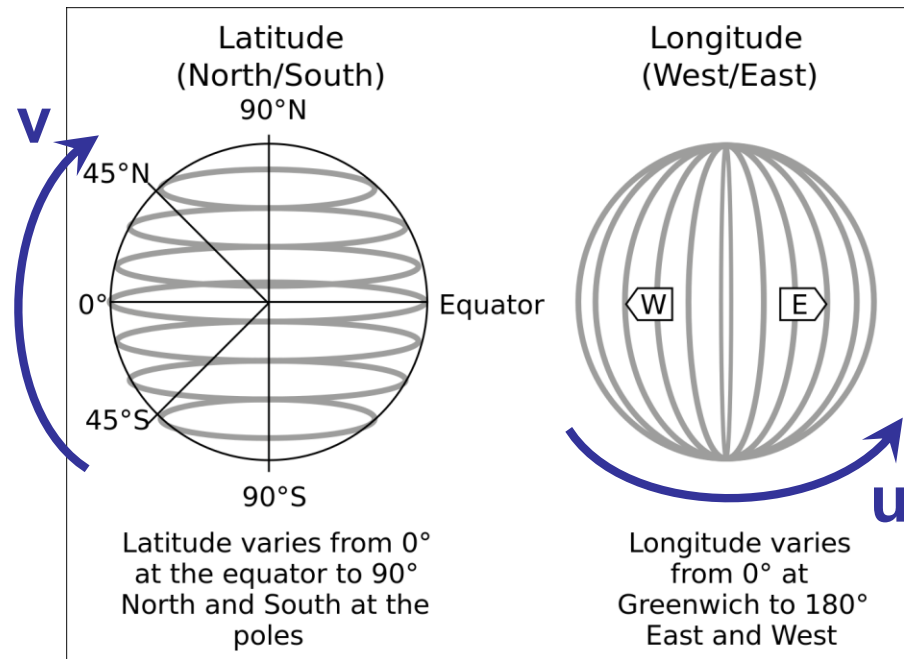 Latitude
(North/South)
90°N
v
45°N
0°
Equator
45°S
90°S
Latitude varies from 0°
at the equator to 90°
North and South at the
poles
Longitude
(West/East)
W
E
u
Longitude varies
from 0° at
Greenwich to 180°
East and West